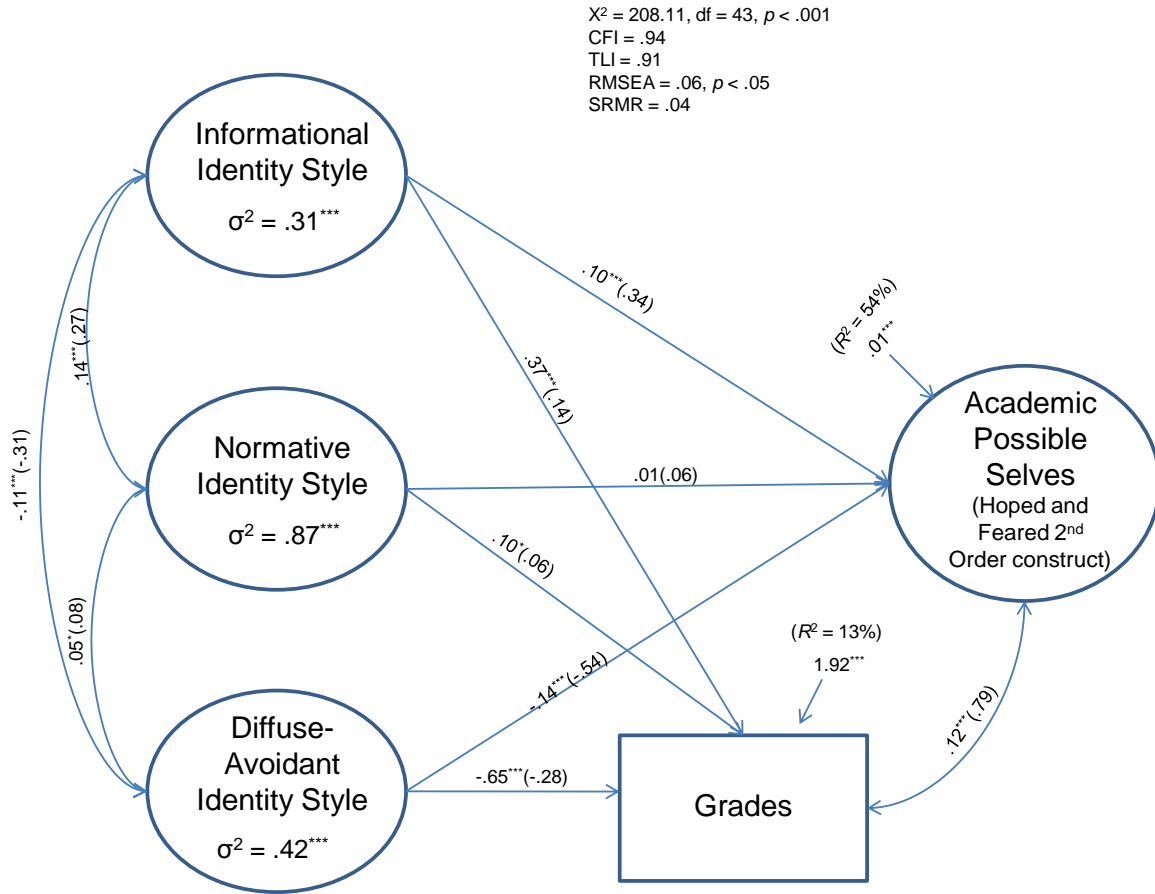 X² = 208.11, df = 43, p < .001
CFI = .94
TLI = .91
RMSEA = .06, p < .05
SRMR = .04
Informational
Identity Style
σ² = .31***
.10***(.34)
(R² = 54%)
.01***
.14***(.27)
.37***(.14)
-.11***(-.31)
Normative
Identity Style
σ² = .87***
.01(.06)
Academic
Possible
Selves
(Hoped and
Feared 2nd
Order construct)
.10*(.06)
.05*(.08)
(R² = 13%)
1.92***
-.14***(-.54)
.12***(.79)
Diffuse-
Avoidant
Identity Style
σ² = .42***
-.65***(-.28)
Grades